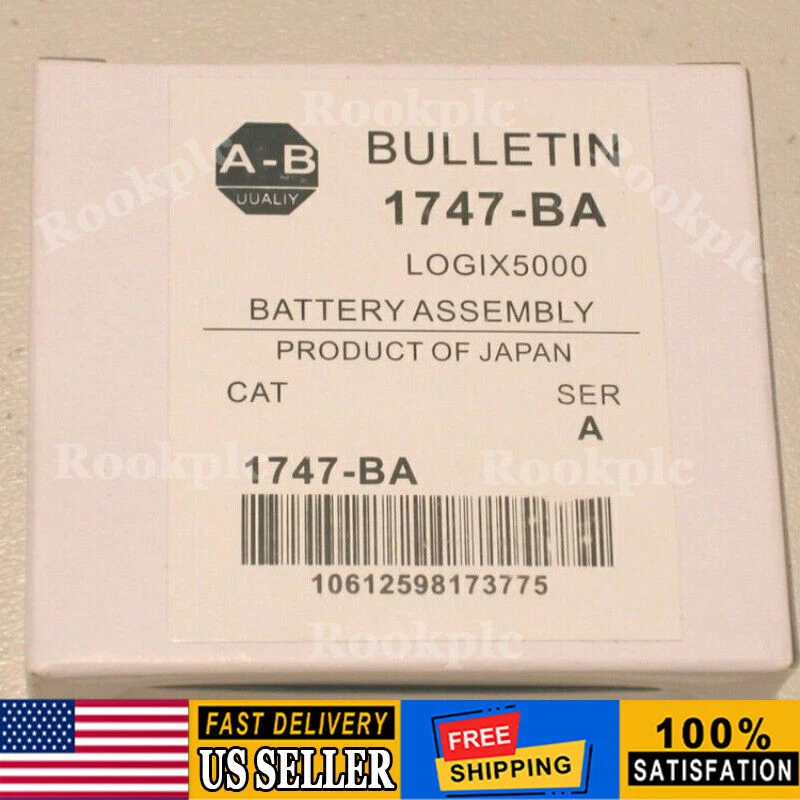 A-B
UUALIY
BULLETIN
1747-BA
LOGIX5000
BATTERY ASSEMBLY
PRODUCT OF JAPAN
CAT
SER
A
1747-BA
10612598173775
Rookplc
Rookplc
Rookplc
Rookplc
Rookplc
Rookplc
FAST DELIVERY
US SELLER
FREE
SHIPPING
100%
SATISFATION